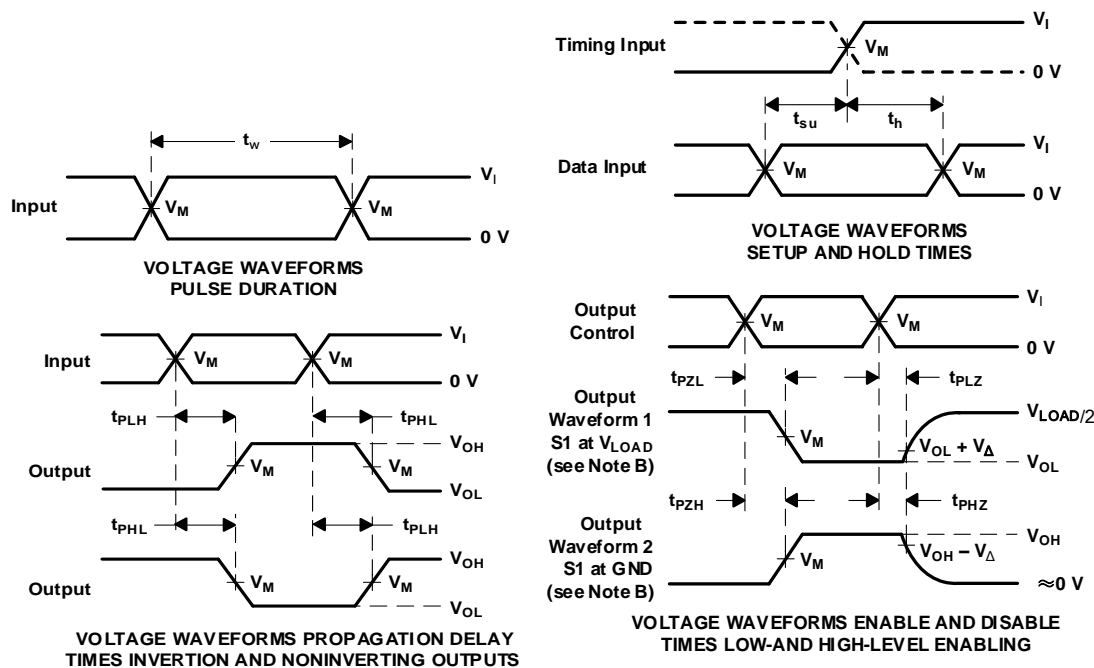 t_w
Input
V_M
V_M
V_I
0 V
VOLTAGE WAVEFORMS
PULSE DURATION
Timing Input
V_M
V_I
0 V
t_su
t_h
Data Input
V_M
V_M
V_I
0 V
VOLTAGE WAVEFORMS
SETUP AND HOLD TIMES
Input
V_M
V_M
V_I
0 V
t_PLH
t_PHL
Output
V_M
V_M
V_OH
V_OL
t_PHL
t_PLH
Output
V_M
V_M
V_OH
V_OL
VOLTAGE WAVEFORMS PROPAGATION DELAY
TIMES INVERTION AND NONINVERTING OUTPUTS
Output
Control
V_M
V_M
V_I
0 V
t_PZL
t_PLZ
Output
Waveform 1
S1 at V_LOAD
(see Note B)
V_M
V_LOAD/2
V_OL + V_Δ
V_OL
t_PZH
t_PHZ
Output
Waveform 2
S1 at GND
(see Note B)
V_M
V_OH
V_OH − V_Δ
≈0 V
VOLTAGE WAVEFORMS ENABLE AND DISABLE
TIMES LOW-AND HIGH-LEVEL ENABLING